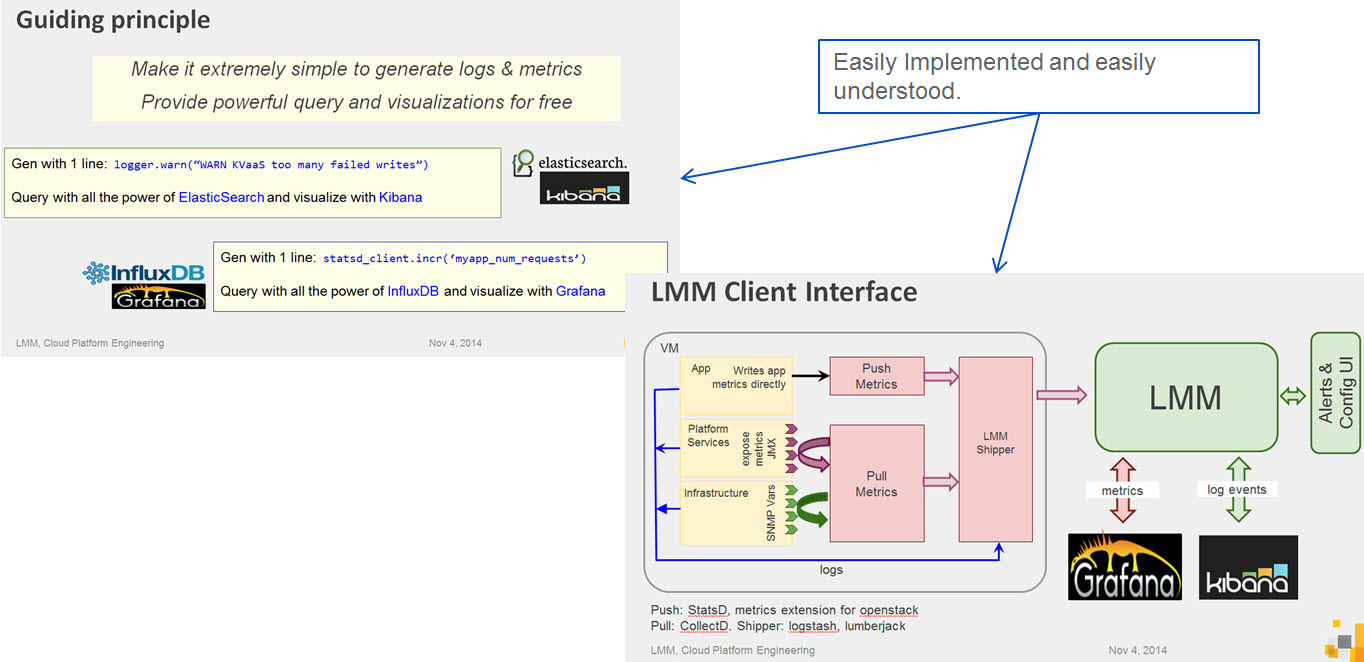 Guiding principle
Make it extremely simple to generate logs & metrics
Provide powerful query and visualizations for free
Gen with 1 line: logger.warn(“WARN KVaaS too many failed writes”)
Query with all the power of ElasticSearch and visualize with Kibana
elasticsearch.
kibana
InfluxDB
Grafana
Gen with 1 line: statsd_client.incr(‘myapp_num_requests’)
Query with all the power of InfluxDB and visualize with Grafana
LMM, Cloud Platform Engineering
Nov 4, 2014
Easily Implemented and easily
understood.
LMM Client Interface
VM
App
Writes app
metrics directly
Push
Metrics
Platform
Services
expose
metrics
JMX
Infrastructure
SNMP Vars
Pull
Metrics
LMM
Shipper
logs
LMM
Alerts &
Config UI
metrics
log events
Grafana
kibana
Push: StatsD, metrics extension for openstack
Pull: CollectD. Shipper: logstash, lumberjack
LMM, Cloud Platform Engineering
Nov 4, 2014